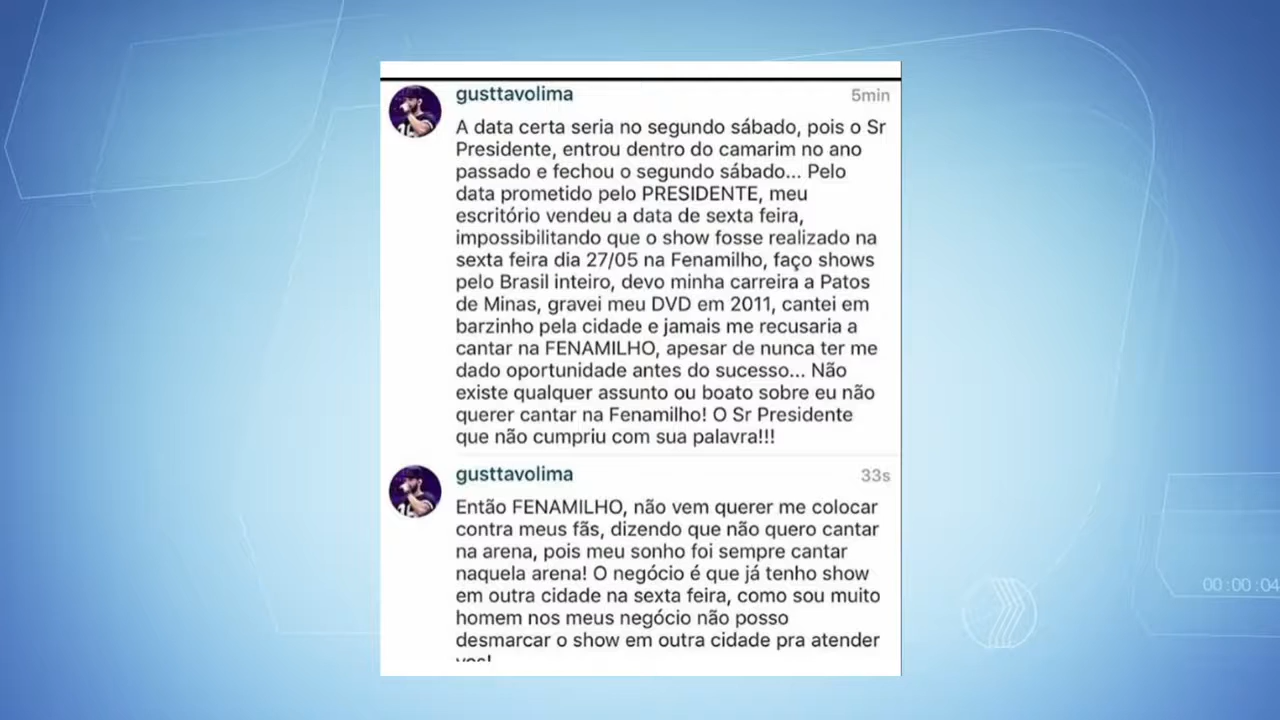 gusttavolima
5min
A data certa seria no segundo sábado, pois o Sr
Presidente, entrou dentro do camarim no ano
passado e fechou o segundo sábado... Pelo
data prometido pelo PRESIDENTE, meu
escritório vendeu a data de sexta feira,
impossibilitando que o show fosse realizado na
sexta feira dia 27/05 na Fenamilho, faço shows
pelo Brasil inteiro, devo minha carreira a Patos
de Minas, gravei meu DVD em 2011, cantei em
barzinho pela cidade e jamais me recusaria a
cantar na FENAMILHO, apesar de nunca ter me
dado oportunidade antes do sucesso... Não
existe qualquer assunto ou boato sobre eu não
querer cantar na Fenamilho! O Sr Presidente
que não cumpriu com sua palavra!!!
gusttavolima
33s
Então FENAMILHO, não vem querer me colocar
contra meus fãs, dizendo que não quero cantar
na arena, pois meu sonho foi sempre cantar
naquela arena! O negócio é que já tenho show
em outra cidade na sexta feira, como sou muito
homem nos meus negócio não posso
desmarcar o show em outra cidade pra atender
00:00:04